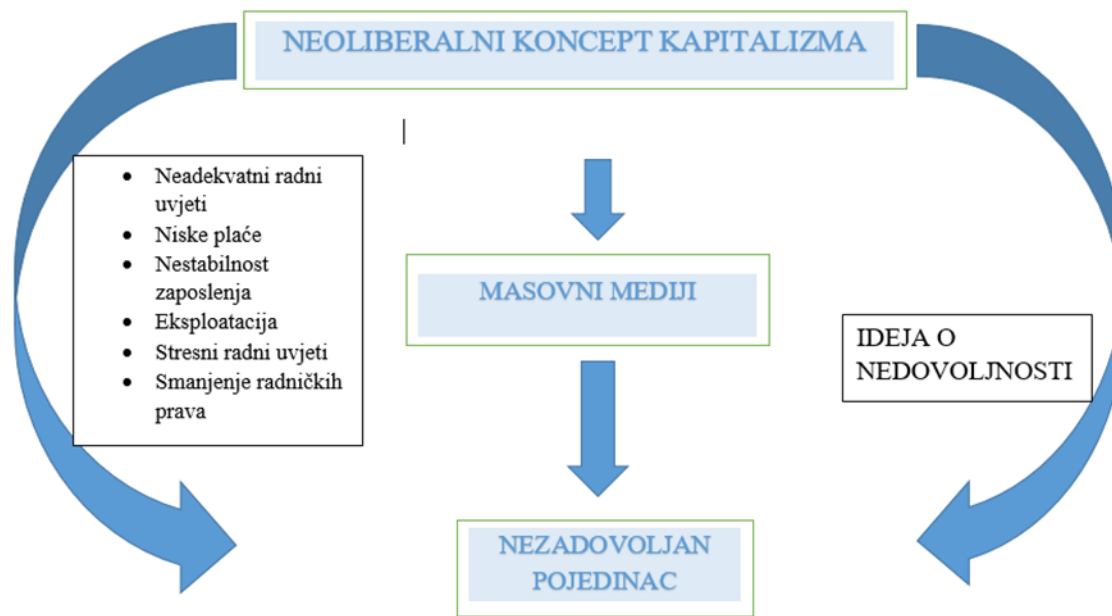 NEOLIBERALNI KONCEPT KAPITALIZMA
• Neadekvatni radni
uvjeti
• Niske plaće
• Nestabilnost
zaposlenja
• Eksploatacija
• Stresni radni uvjeti
• Smanjenje radničkih
prava
MASOVNI MEDIJI
IDEJA O
NEDOVOLJNOSTI
NEZADOVOLJAN
POJEDINAC